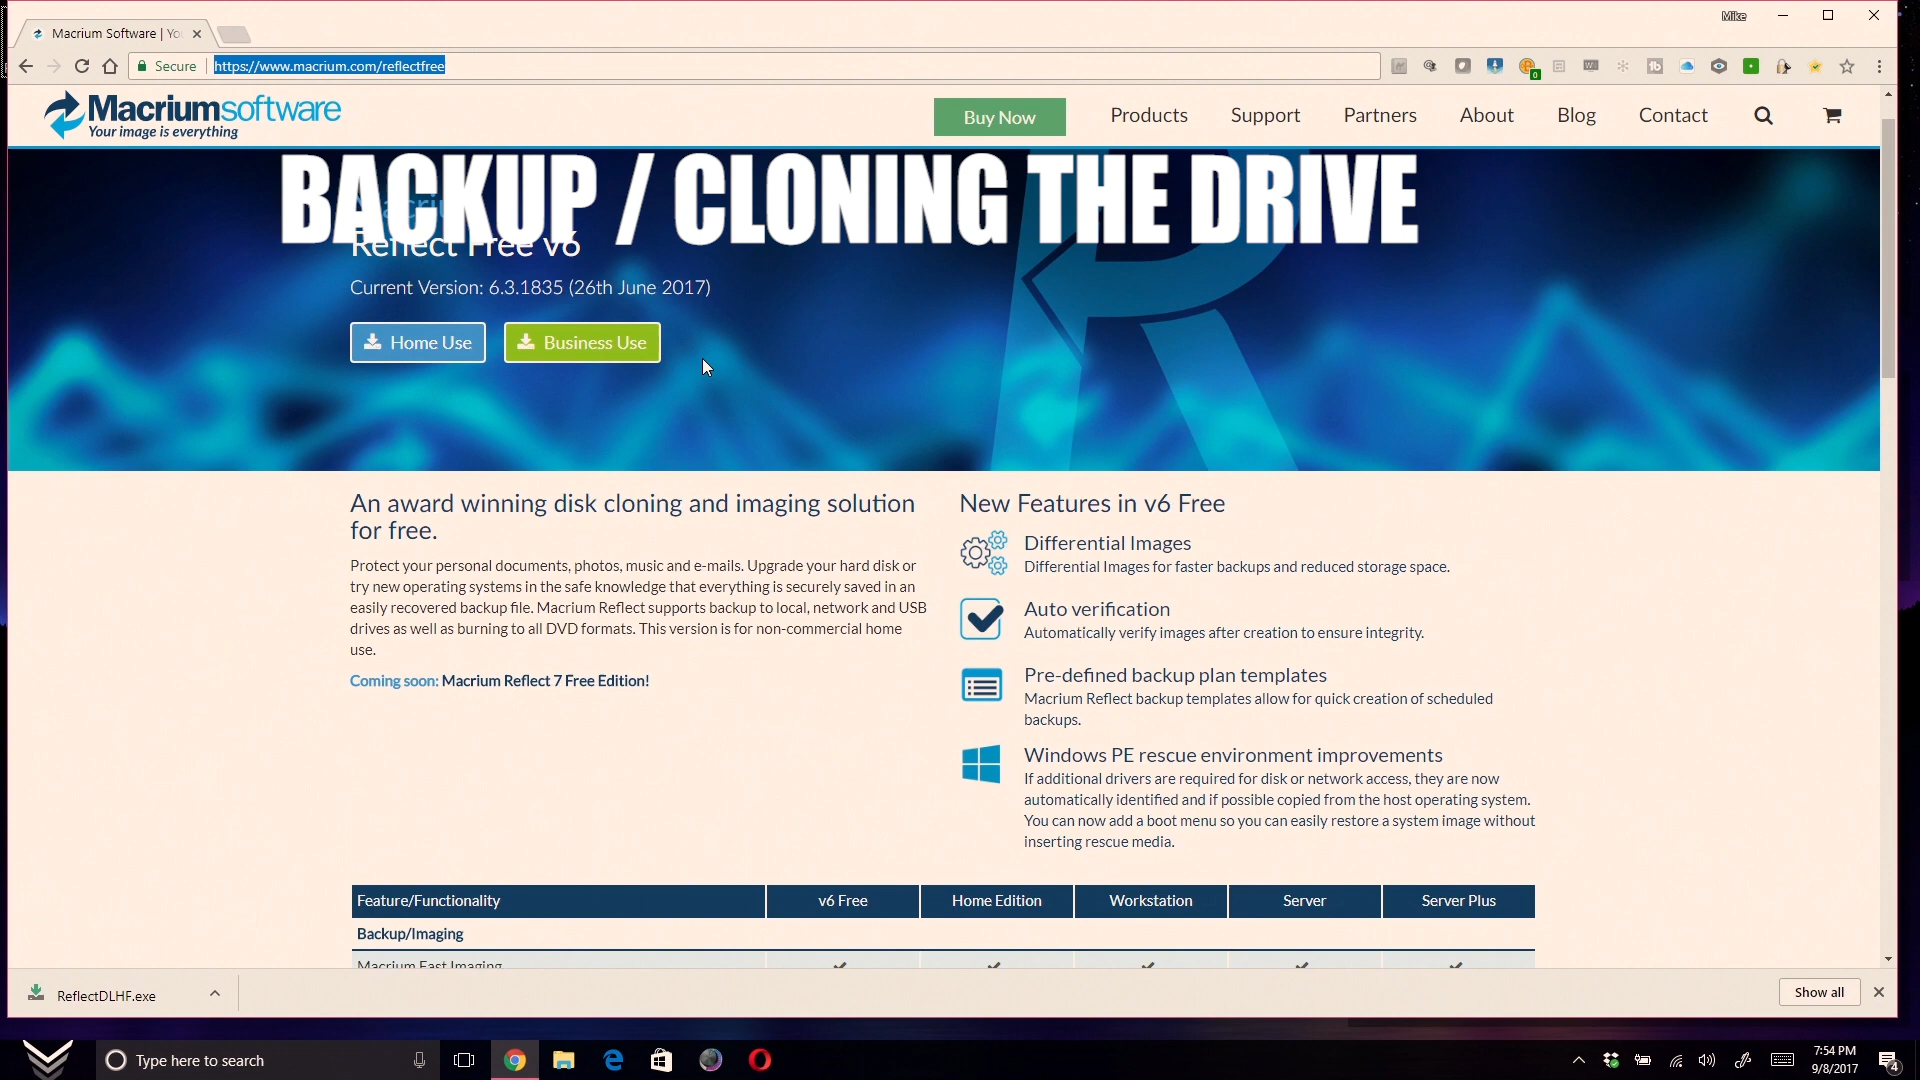 Mike
Macrium Software | Yo
Secure
https://www.macrium.com/reflectfree
Macriumsoftware
Your image is everything
Buy Now
Products
Support
Partners
About
Blog
Contact
BACKUP / CLONING THE DRIVE
Reflect Free v6
Current Version: 6.3.1835 (26th June 2017)
Home Use
Business Use
An award winning disk cloning and imaging solution
for free.
Protect your personal documents, photos, music and e-mails. Upgrade your hard disk or
try new operating systems in the safe knowledge that everything is securely saved in an
easily recovered backup file. Macrium Reflect supports backup to local, network and USB
drives as well as burning to all DVD formats. This version is for non-commercial home
use.
Coming soon: Macrium Reflect 7 Free Edition!
New Features in v6 Free
Differential Images
Differential Images for faster backups and reduced storage space.
Auto verification
Automatically verify images after creation to ensure integrity.
Pre-defined backup plan templates
Macrium Reflect backup templates allow for quick creation of scheduled
backups.
Windows PE rescue environment improvements
If additional drivers are required for disk or network access, they are now
automatically identified and if possible copied from the host operating system.
You can now add a boot menu so you can easily restore a system image without
inserting rescue media.
Feature/Functionality v6 Free Home Edition Workstation Server Server Plus
Backup/Imaging
Macrium Fast Imaging
ReflectDLHF.exe
Show all
Type here to search
7:54 PM
9/8/2017
4